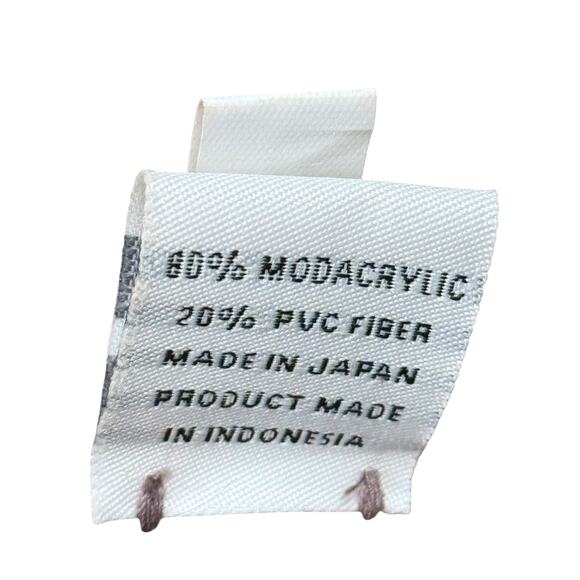 80% MODACRYLIC
20% PVC FIBER
MADE IN JAPAN
PRODUCT MADE
IN INDONESIA